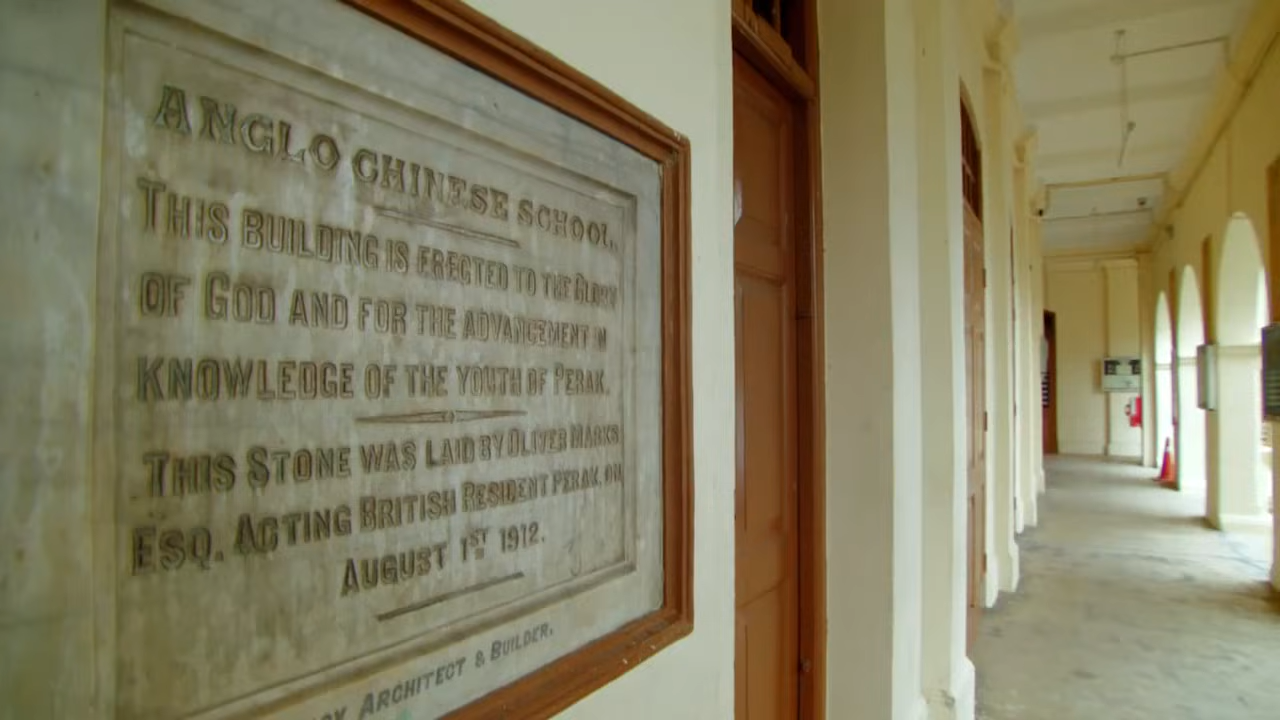 ANGLO CHINESE SCHOOL.
THIS BUILDING IS ERECTED TO THE GLORY
OF GOD AND FOR THE ADVANCEMENT IN
KNOWLEDGE OF THE YOUTH OF PERAK.
THIS STONE WAS LAID BY OLIVER MARKS
ESQ. ACTING BRITISH RESIDENT PERAK, ON
AUGUST 1ST 1912.
ARCHITECT & BUILDER.